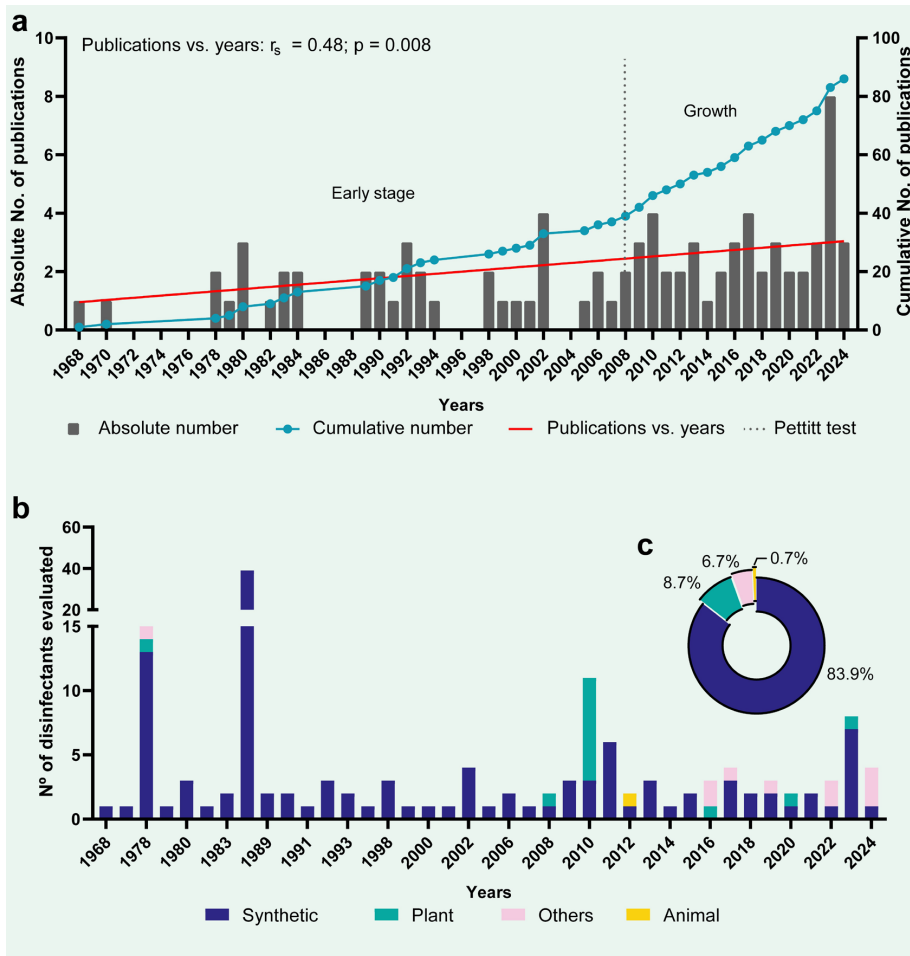 a
Publications vs. years: rs = 0.48; p = 0.008
Absolute No. of publications
10
8
6
4
2
0
Early stage
Growth
100
80
60
40
20
0
Cumulative No. of publications
1968 1970 1972 1974 1976 1978 1980 1982 1984 1986 1988 1990 1992 1994 1996 1998 2000 2002 2004 2006 2008 2010 2012 2014 2016 2018 2020 2022 2024
Years
Absolute number Cumulative number Publications vs. years Pettitt test
b
Nº of disinfectants evaluated
60
40
20
15
10
5
0
c
6.7%
0.7%
8.7%
83.9%
1968 1978 1980 1983 1989 1991 1993 1998 2000 2002 2006 2008 2010 2012 2014 2016 2018 2020 2022 2024
Years
Synthetic Plant Others Animal